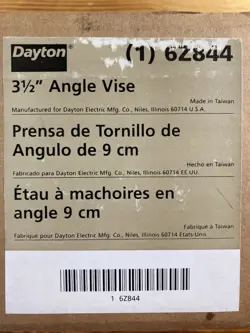 Dayton (1) 6Z844
3½" Angle Vise
Made in Taiwan
Manufactured for Dayton Electric Mfg. Co., Niles, Illinois 60714 U.S.A.
Prensa de Tornillo de
Angulo de 9 cm
Hecho en Taiwan
Fabricado para Dayton Electric Mfg. Co., Niles, Illinois 60714 EE.UU.
Étau à machoires en
angle 9 cm
Fabriqué à Taiwan
Fabrique pour Dayton Electric Mfg. Co., Niles, Illinois 60714 États-Unis
1 6Z844